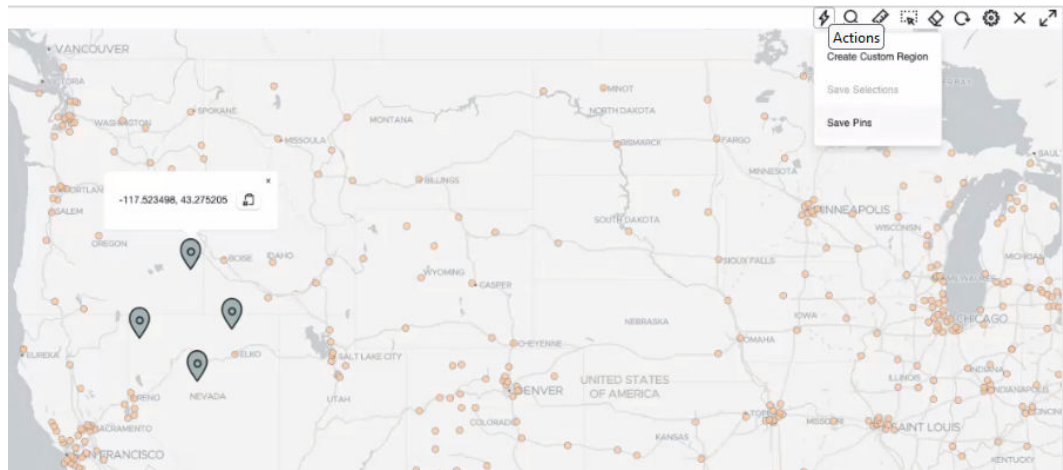 Actions
Create Custom Region
Save Selections
Save Pins
VANCOUVER
VICTORIA
SPOKANE
WASHINGTON
MONTANA
MISSOULA
MINOT
NORTH DAKOTA
BISMARCK
FARGO
MINNESOTA
BILLINGS
-117.523498, 43.275205
SALEM
OREGON
BOISE
IDAHO
SOUTH DAKOTA
MINNEAPOLIS
WISCONSIN
SIOUX FALLS
MICHIGAN
WYOMING
CASPER
MILWAUKEE
CHICAGO
IOWA
NEBRASKA
OMAHA
EUREKA
ELKO
SALT LAKE CITY
CHEYENNE
RENO
NEVADA
UTAH
DENVER
UNITED STATES
OF AMERICA
ILLINOIS
INDIANA
INDIANAPOLIS
SACRAMENTO
COLORADO
KANSAS
MISSOURI
SAINT LOUIS
KENTUCKY